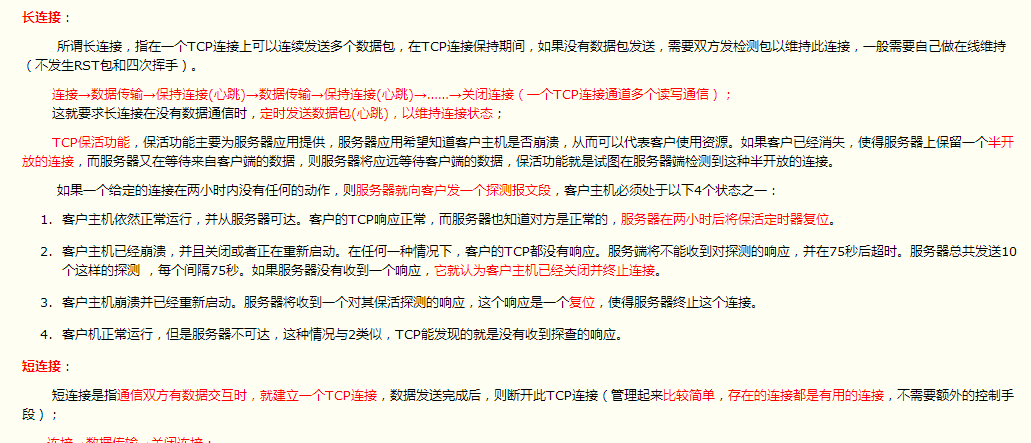 长连接：
所谓长连接，指在一个TCP连接上可以连续发送多个数据包，在TCP连接保持期间，如果没有数据包发送，需要双方发检测包以维持此连接，一般需要自己做在线维持
（不发生RST包和四次挥手）。
连接→数据传输→保持连接(心跳)→数据传输→保持连接(心跳)→……→关闭连接（一个TCP连接通道多个读写通信）；
这就要求长连接在没有数据通信时，定时发送数据包(心跳)，以维持连接状态；
TCP保活功能，保活功能主要为服务器应用提供，服务器应用希望知道客户主机是否崩溃，从而可以代表客户使用资源。如果客户已经消失，使得服务器上保留一个半开
放的连接，而服务器又在等待来自客户端的数据，则服务器将应远等待客户端的数据，保活功能就是试图在服务器端检测到这种半开放的连接。
如果一个给定的连接在两小时内没有任何的动作，则服务器就向客户发一个探测报文段，客户主机必须处于以下4个状态之一：
1. 客户主机依然正常运行，并从服务器可达。客户的TCP响应正常，而服务器也知道对方是正常的，服务器在两小时后将保活定时器复位。
2. 客户主机已经崩溃，并且关闭或者正在重新启动。在任何一种情况下，客户的TCP都没有响应。服务端将不能收到对探测的响应，并在75秒后超时。服务器总共发送10
个这样的探测 ，每个间隔75秒。如果服务器没有收到一个响应，它就认为客户主机已经关闭并终止连接。
3. 客户主机崩溃并已经重新启动。服务器将收到一个对其保活探测的响应，这个响应是一个复位，使得服务器终止这个连接。
4. 客户机正常运行，但是服务器不可达，这种情况与2类似，TCP能发现的就是没有收到探查的响应。
短连接：
短连接是指通信双方有数据交互时，就建立一个TCP连接，数据发送完成后，则断开此TCP连接（管理起来比较简单，存在的连接都是有用的连接，不需要额外的控制手
段）；
连接→数据传输→关闭连接；